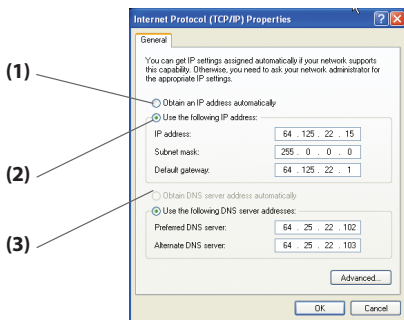 Internet Protocol (TCP/IP) Properties
General
You can get IP settings assigned automatically if your network supports
this capability. Otherwise, you need to ask your network administrator for
the appropriate IP settings.
(1)
Obtain an IP address automatically
Use the following IP address:
(2)
IP address: 64 . 125 . 22 . 15
Subnet mask: 255 . 0 . 0 . 0
Default gateway: 64 . 125 . 22 . 1
(3)
Obtain DNS server address automatically
Use the following DNS server addresses:
Preferred DNS server: 64 . 25 . 22 . 102
Alternate DNS server: 64 . 25 . 22 . 103
Advanced...
OK Cancel